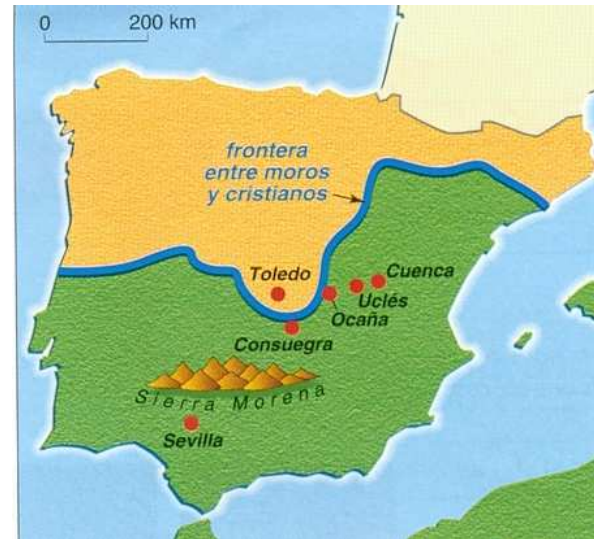 0 200 km
frontera
entre moros
y cristianos
Toledo
Cuenca
Uclés
Ocaña
Consuegra
Sierra Morena
Sevilla